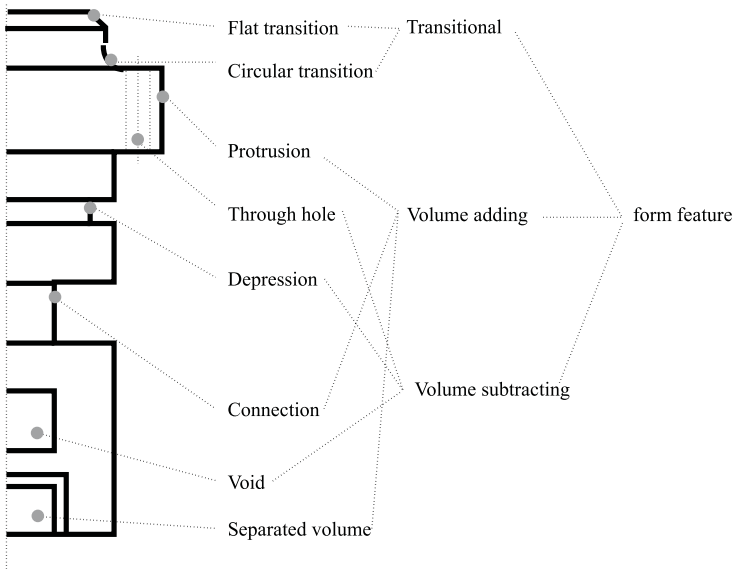 Flat transition
Transitional
Circular transition
Protrusion
Through hole
Volume adding
form feature
Depression
Volume subtracting
Connection
Void
Separated volume